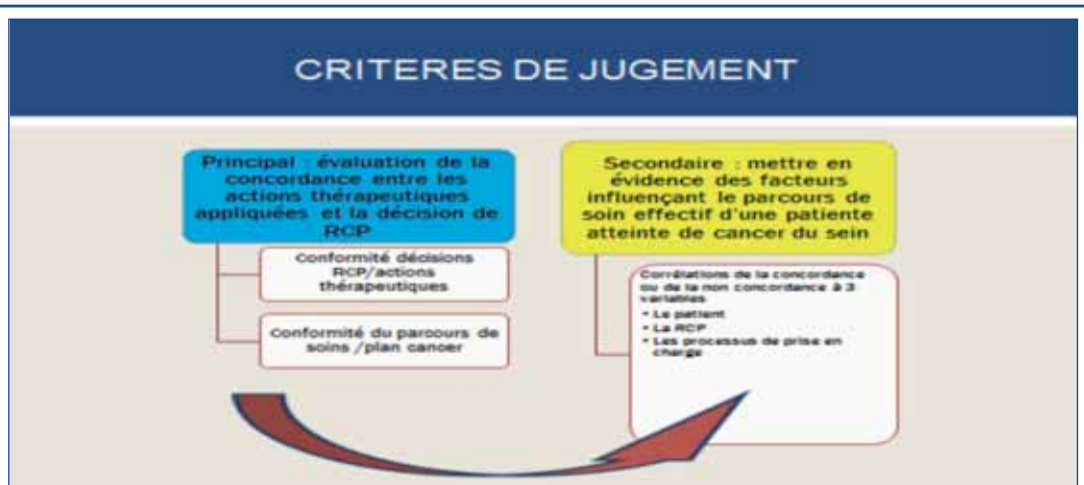 CRITERES DE JUGEMENT
Principal : évaluation de la
concordance entre les
actions thérapeutiques
appliquées et la décision de
RCP
Conformité décisions
RCP/actions
thérapeutiques
Conformité du parcours de
soins /plan cancer
Secondaire : mettre en
évidence des facteurs
influençant le parcours de
soin effectif d'une patiente
atteinte de cancer du sein
Corrélations de la concordance
ou de la non concordance à 3
variables
• Le patient
• La RCP
• Les processus de prise en
charge